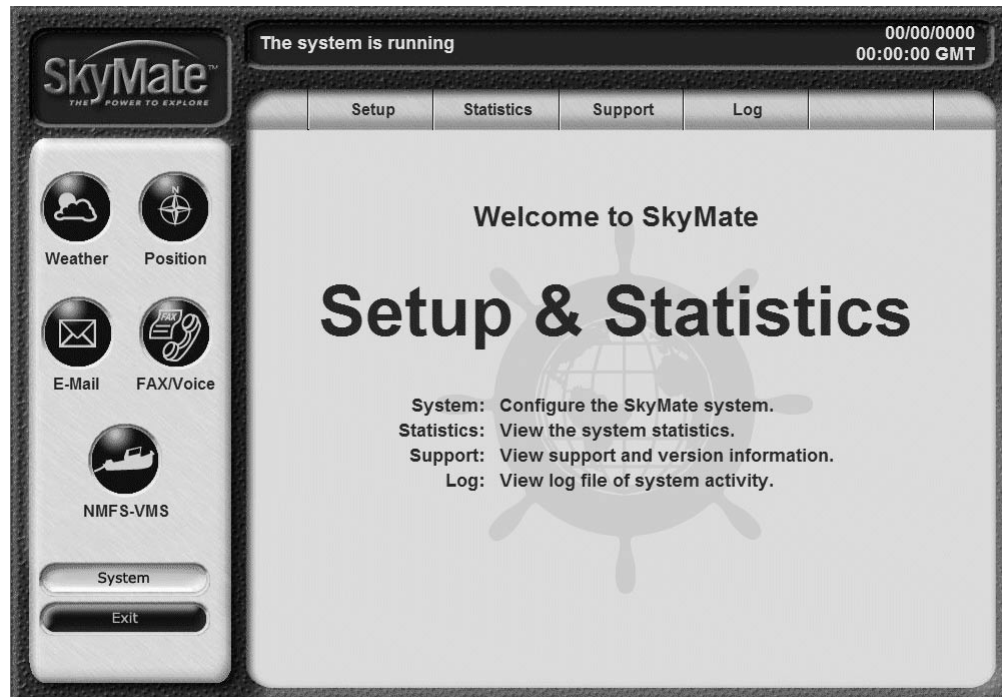 SkyMate™
THE POWER TO EXPLORE
The system is running
00/00/0000
00:00:00 GMT
Setup Statistics Support Log
Weather Position
E-Mail FAX/Voice
FAX
N
NMFS-VMS
System
Exit
Welcome to SkyMate
Setup & Statistics
System: Configure the SkyMate system.
Statistics: View the system statistics.
Support: View support and version information.
Log: View log file of system activity.